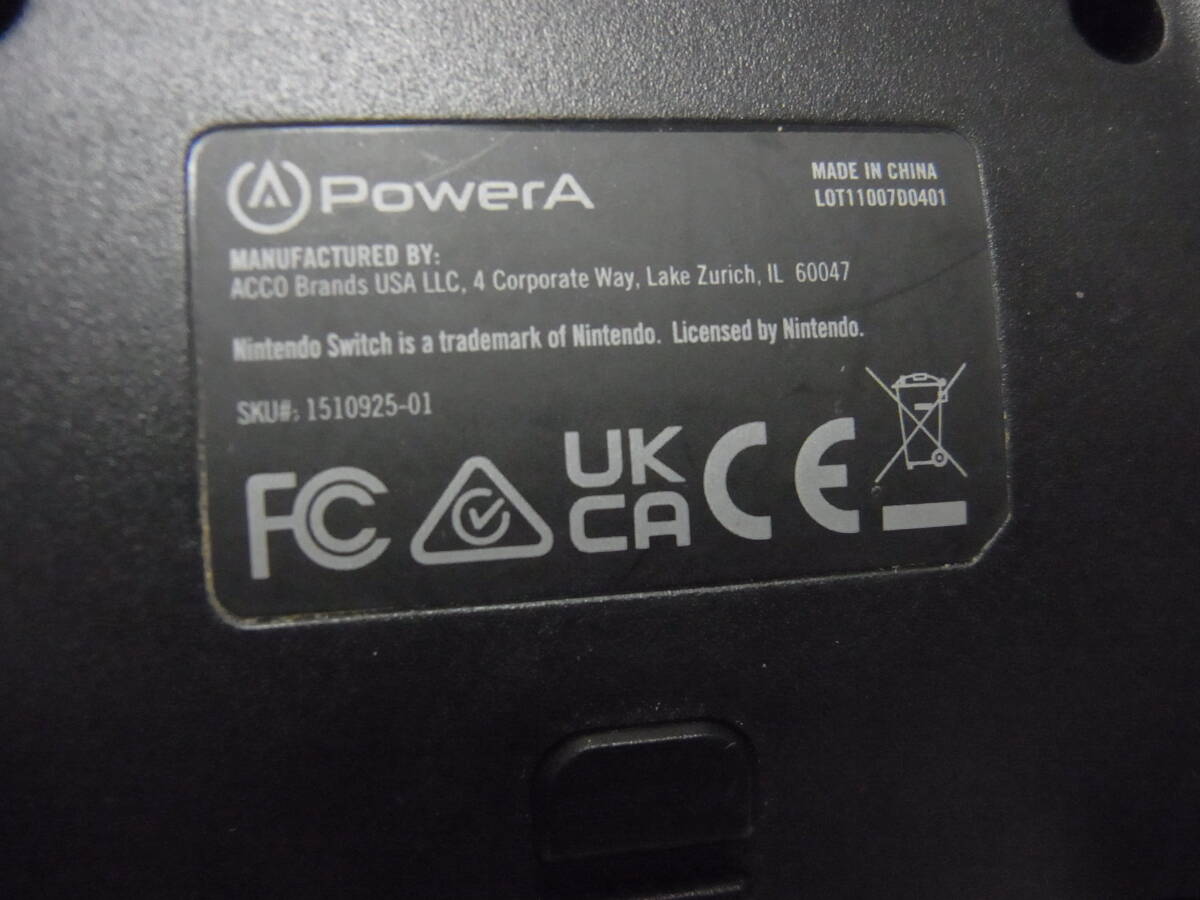 PowerA
MADE IN CHINA
LOT11007D0401
MANUFACTURED BY:
ACCO Brands USA LLC, 4 Corporate Way, Lake Zurich, IL 60047
Nintendo Switch is a trademark of Nintendo. Licensed by Nintendo.
SKU#: 1510925-01
FC
UK
CA
CE